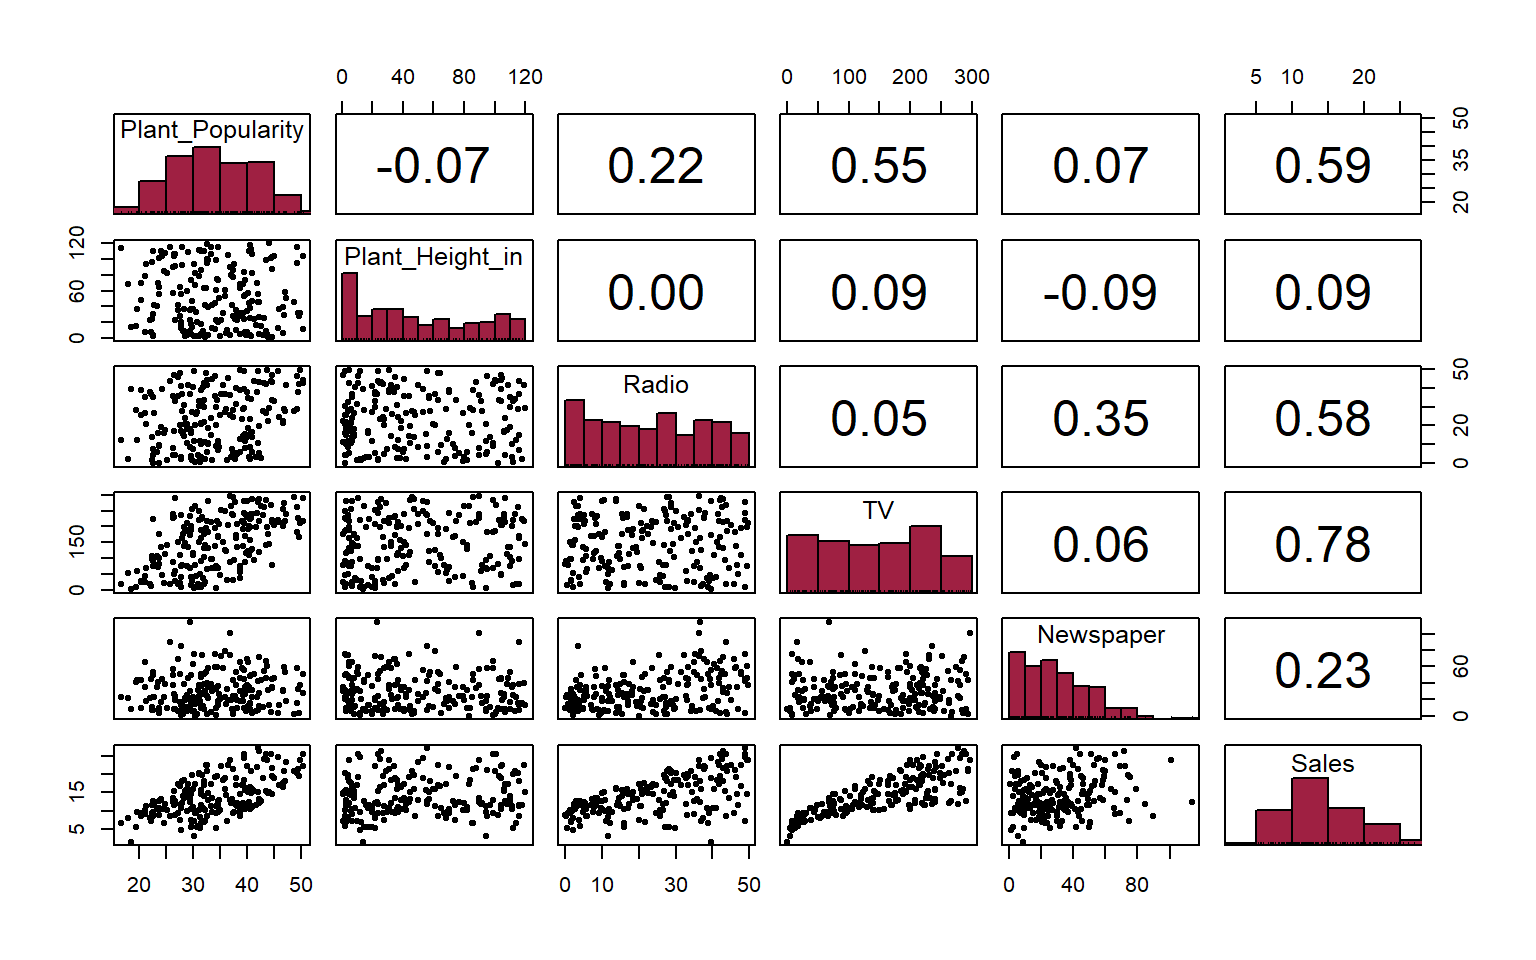 0 40 80 120 0 100 200 300 5 10 20
Plant_Popularity -0.07 0.22 0.55 0.07 0.59 20 35 50
0 60 120 Plant_Height_in 0.00 0.09 -0.09 0.09
Radio 0.05 0.35 0.58 0 20 50
0 150 TV 0.06 0.78
Newspaper 0.23 0 60
5 15 Sales
20 30 40 50 0 10 30 50 0 40 80